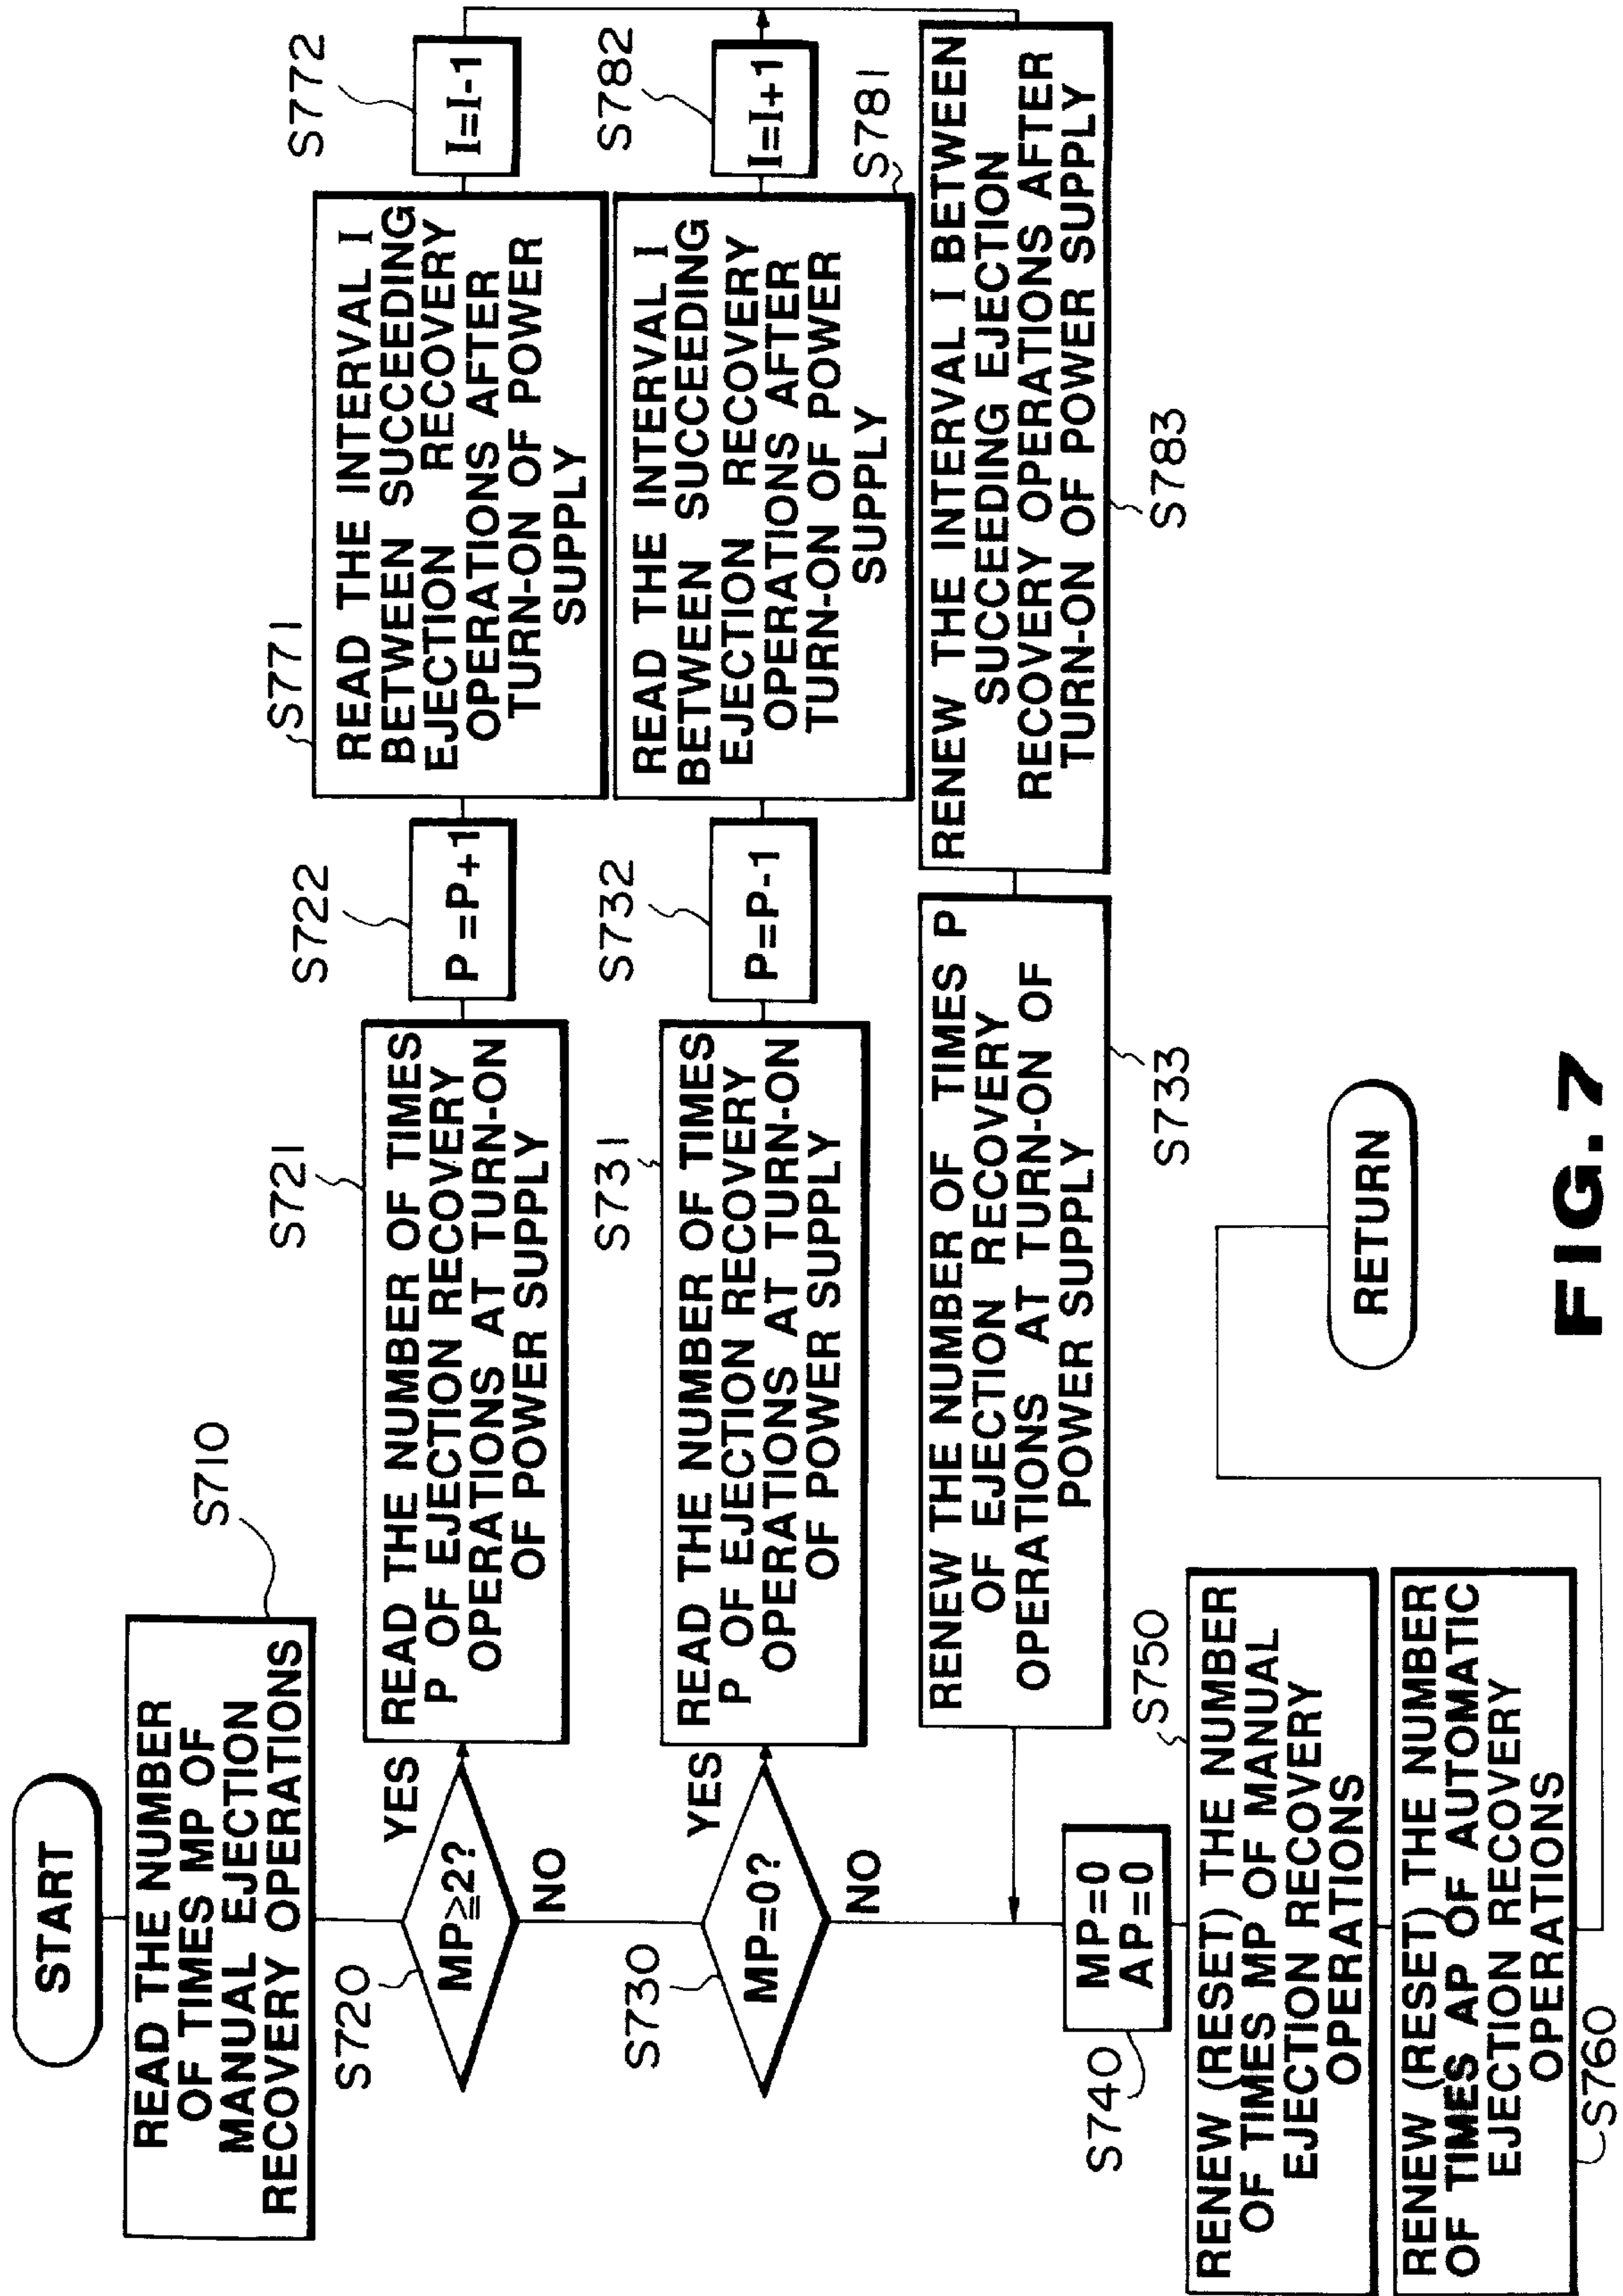 START
S710
READ THE NUMBER
OF TIMES MP OF
MANUAL EJECTION
RECOVERY OPERATIONS
S720
MP≧2?
YES
NO
S721
READ THE NUMBER OF TIMES
P OF EJECTION RECOVERY
OPERATIONS AT TURN-ON
OF POWER SUPPLY
S722
P=P+1
S771
READ THE INTERVAL I
BETWEEN SUCCEEDING
EJECTION RECOVERY
OPERATIONS AFTER
TURN-ON OF POWER
SUPPLY
S772
I=I-1
S730
MP=0?
YES
NO
S731
READ THE NUMBER OF TIMES
P OF EJECTION RECOVERY
OPERATIONS AT TURN-ON
OF POWER SUPPLY
S732
P=P-1
READ THE INTERVAL I
BETWEEN SUCCEEDING
EJECTION RECOVERY
OPERATIONS AFTER
TURN-ON OF POWER
SUPPLY
S781
S782
I=I+1
RENEW THE INTERVAL I BETWEEN
SUCCEEDING EJECTION
RECOVERY OPERATIONS AFTER
TURN-ON OF POWER SUPPLY
S783
RENEW THE NUMBER OF TIMES P
OF EJECTION RECOVERY
OPERATIONS AT TURN-ON OF
POWER SUPPLY
S733
S740
MP=0
AP=0
S750
RENEW (RESET) THE NUMBER
OF TIMES MP OF MANUAL
EJECTION RECOVERY
OPERATIONS
RENEW (RESET) THE NUMBER
OF TIMES AP OF AUTOMATIC
EJECTION RECOVERY
OPERATIONS
S760
RETURN
FIG.7